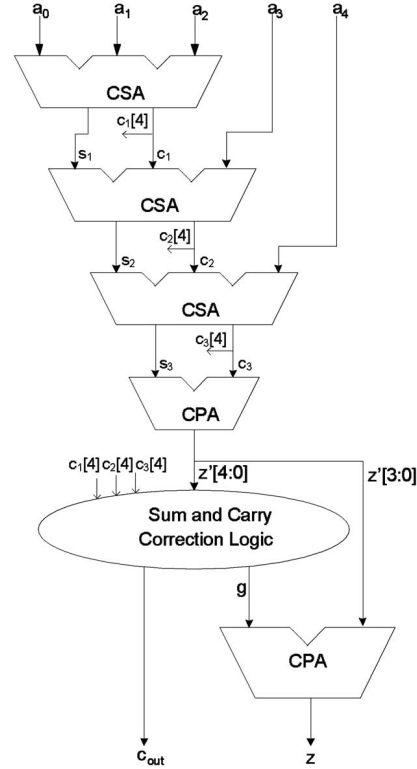 a₀ a₁ a₂ a₃ a₄
CSA
c₁[4]
s₁ c₁
CSA
c₂[4]
s₂ c₂
CSA
c₃[4]
s₃ c₃
CPA
c₁[4] c₂[4] c₃[4] z'[4:0] z'[3:0]
Sum and Carry
Correction Logic
g
CPA
cₒᵤₜ z